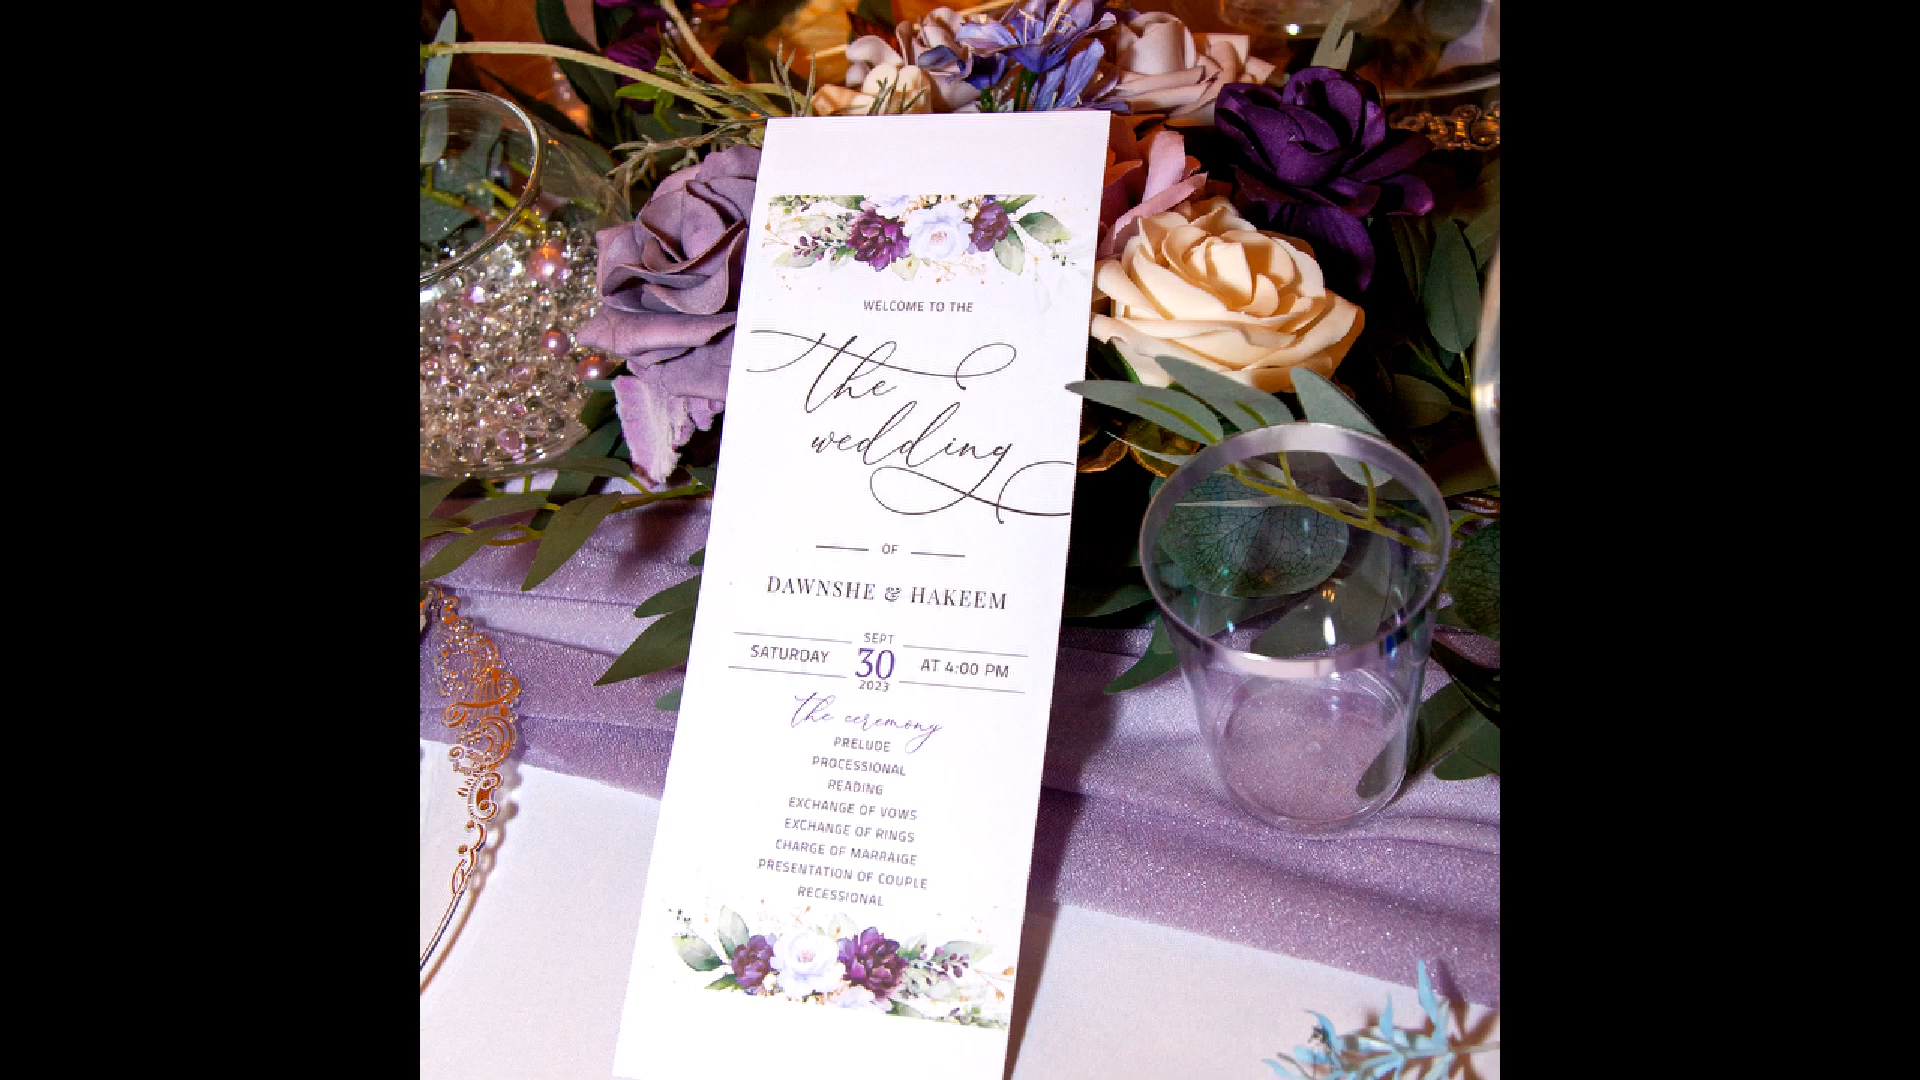 WELCOME TO THE
the
wedding
OF
DAWNSHE & HAKEEM
SEPT
SATURDAY 30 AT 4:00 PM
2023
the ceremony
PRELUDE
PROCESSIONAL
READING
EXCHANGE OF VOWS
EXCHANGE OF RINGS
CHARGE OF MARRAIGE
PRESENTATION OF COUPLE
RECESSIONAL